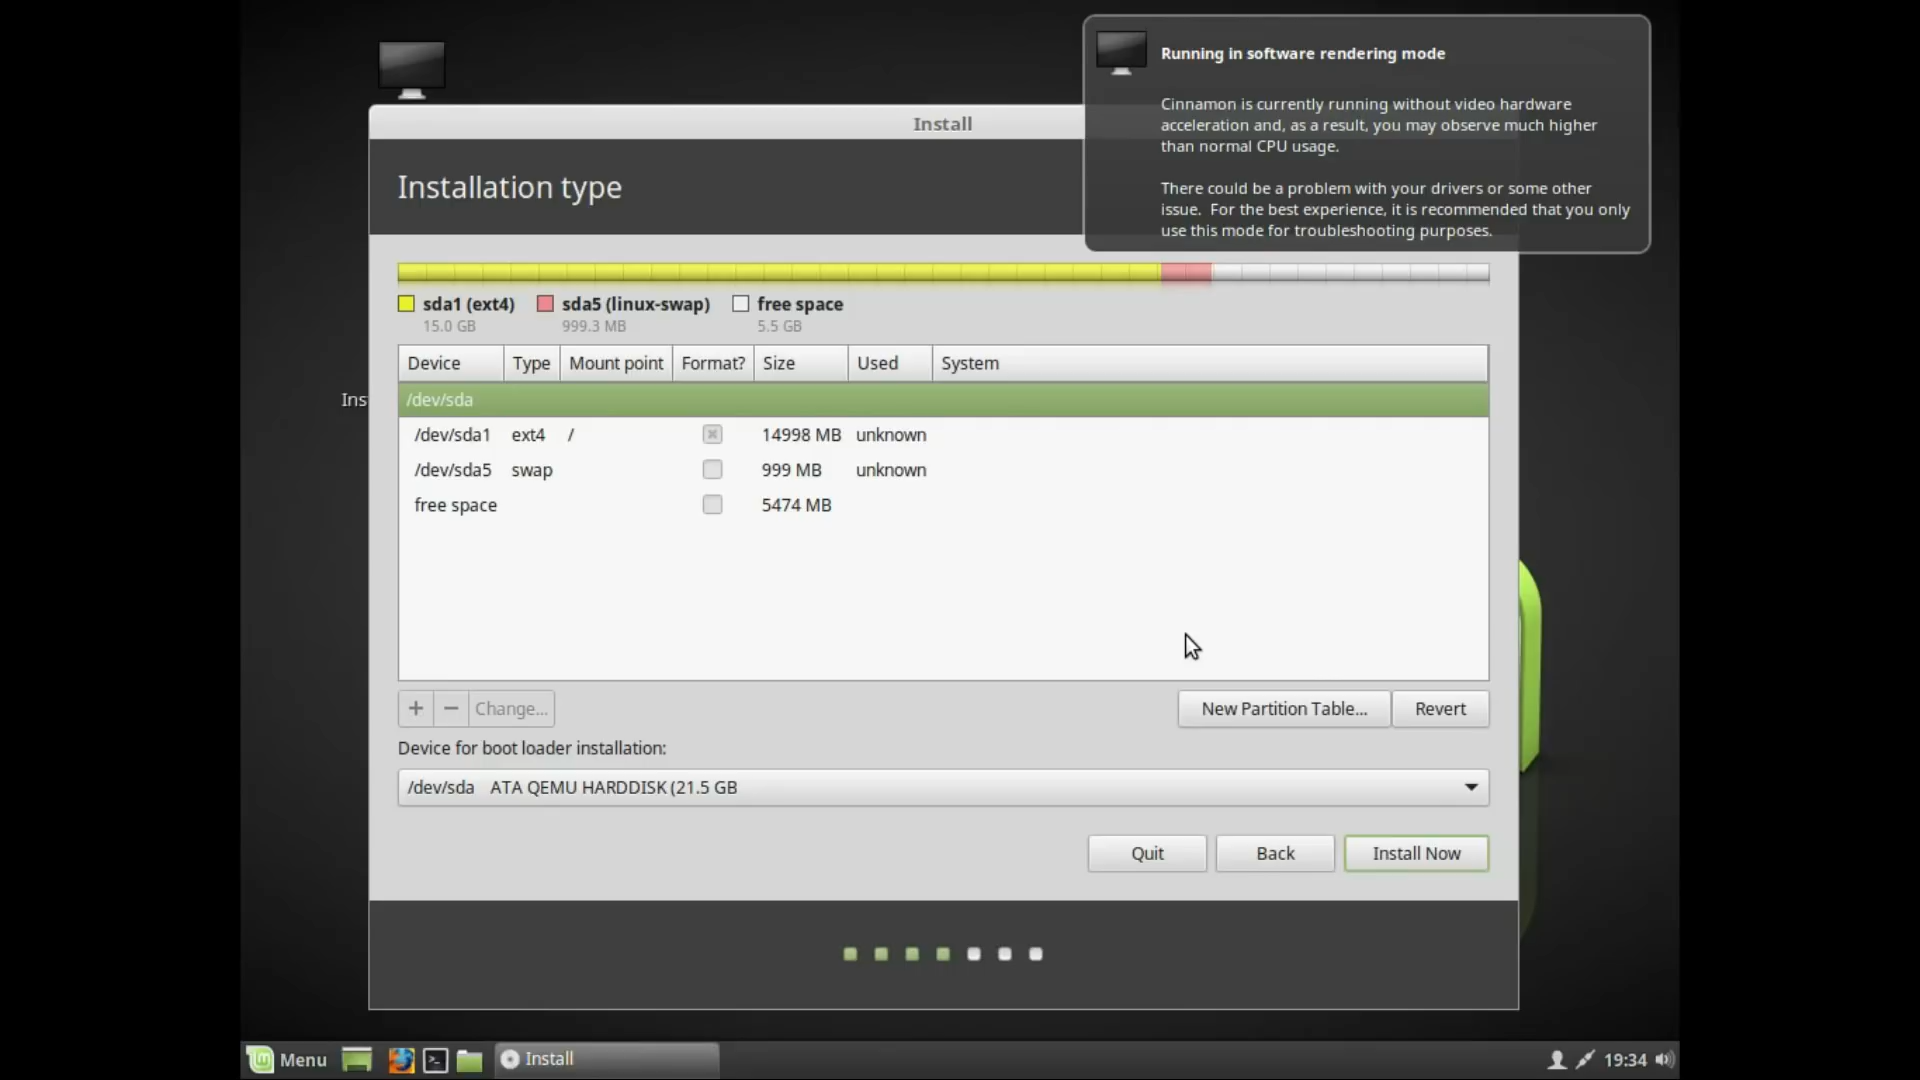 Running in software rendering mode
Cinnamon is currently running without video hardware
acceleration and, as a result, you may observe much higher
than normal CPU usage.
There could be a problem with your drivers or some other
issue.  For the best experience, it is recommended that you only
use this mode for troubleshooting purposes.
Install
Installation type
sda1 (ext4) sda5 (linux-swap) free space
15.0 GB 999.3 MB 5.5 GB
Device Type Mount point Format? Size Used System
Ins
/dev/sda
/dev/sda1 ext4 / 14998 MB unknown
/dev/sda5 swap 999 MB unknown
free space 5474 MB
+ − Change... New Partition Table... Revert
Device for boot loader installation:
/dev/sda ATA QEMU HARDDISK (21.5 GB
Quit Back Install Now
Menu Install 19:34